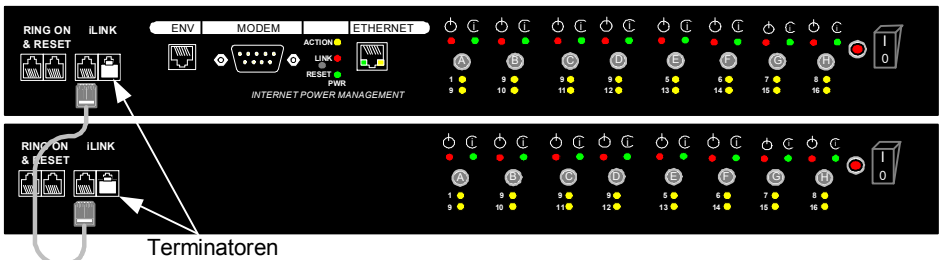 RING ON iLINK ENV MODEM ETHERNET
& RESET
ACTION
LINK
RESET
PWR
INTERNET POWER MANAGEMENT
A B C D E F G H
1 9 9 9 5 6 7 8
9 10 11 12 13 14 15 16
I
0
RING ON iLINK
& RESET
A B C D E F G H
1 9 9 9 5 6 7 8
9 10 11 12 13 14 15 16
I
0
Terminatoren